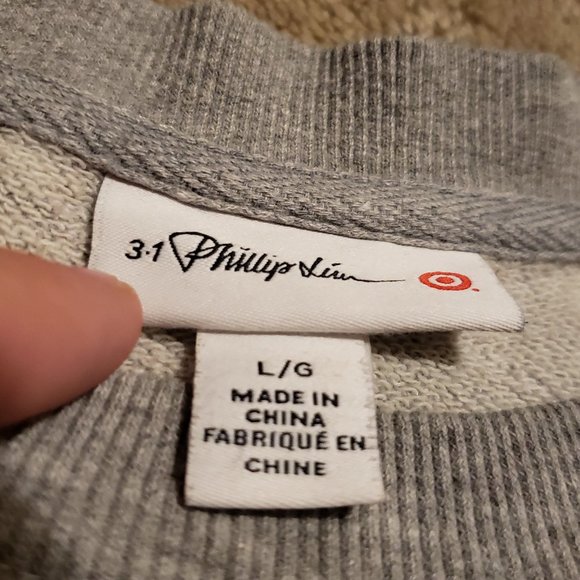 3.1 Phillip Lim
L/G
MADE IN
CHINA
FABRIQUÉ EN
CHINE